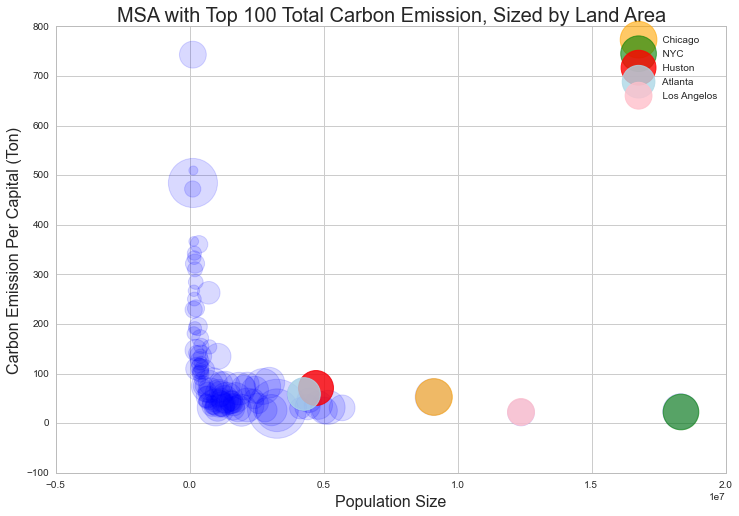 MSA with Top 100 Total Carbon Emission, Sized by Land Area
Carbon Emission Per Capital (Ton)
800
700
600
500
400
300
200
100
0
−100
−0.5
0.0
0.5
1.0
1.5
2.0
1e7
Population Size
Chicago
NYC
Huston
Atlanta
Los Angelos